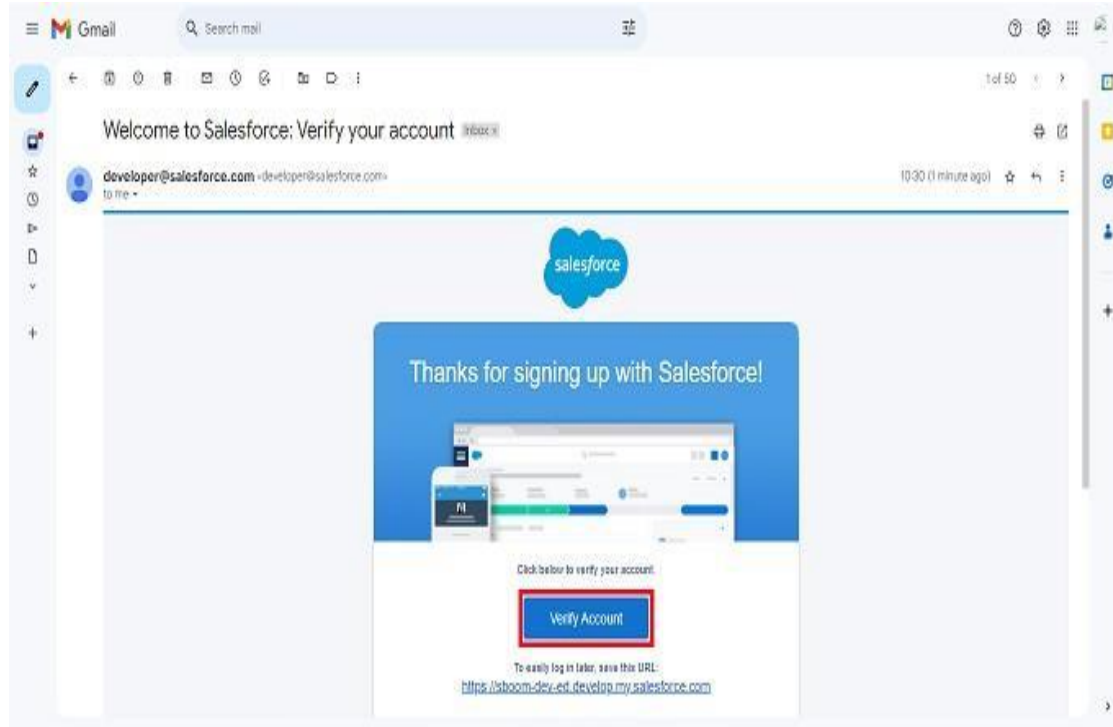 Gmail
Search mail
1 of 50
Welcome to Salesforce: Verify your account Inbox x
developer@salesforce.com <developer@salesforce.com>
10:30 (1 minute ago)
to me
salesforce
Thanks for signing up with Salesforce!
Click below to verify your account.
Verify Account
To easily log in later, save this URL:
https://sboom-dev-ed.develop.my.salesforce.com